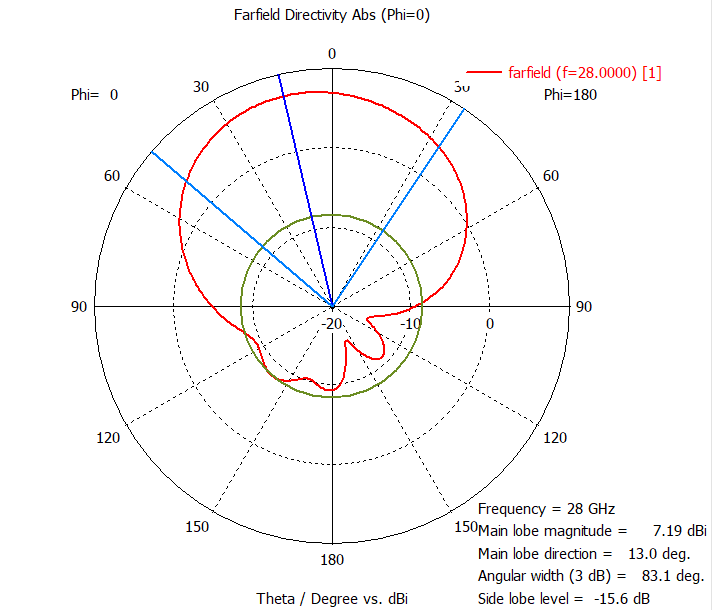 Farfield Directivity Abs (Phi=0)
0
farfield (f=28.0000) [1]
30
30
Phi= 0
Phi=180
60
60
90
-20
-10
0
90
120
120
150
150
180
Frequency = 28 GHz
Main lobe magnitude = 7.19 dBi
Main lobe direction = 13.0 deg.
Angular width (3 dB) = 83.1 deg.
Side lobe level = -15.6 dB
Theta / Degree vs. dBi